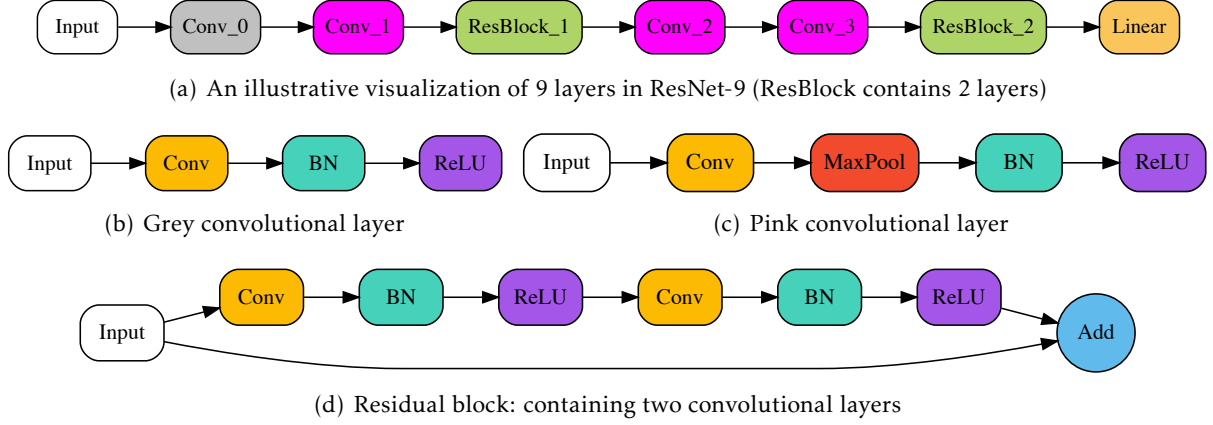 Input Conv_0 Conv_1 ResBlock_1 Conv_2 Conv_3 ResBlock_2 Linear
(a) An illustrative visualization of 9 layers in ResNet-9 (ResBlock contains 2 layers)
Input Conv BN ReLU
(b) Grey convolutional layer
Input Conv MaxPool BN ReLU
(c) Pink convolutional layer
Conv BN ReLU Conv BN ReLU
Input Add
(d) Residual block: containing two convolutional layers